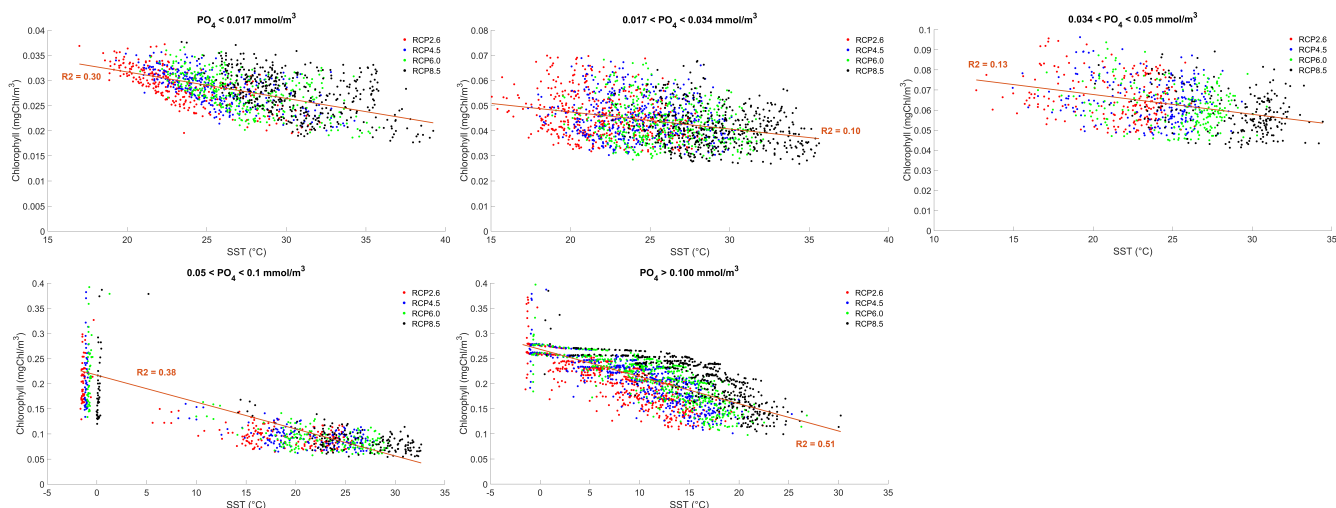 PO4 < 0.017 mmol/m3
0.04
0.035
0.03
0.025
0.02
0.015
0.01
0.005
0
Chlorophyll (mgChl/m3)
R2 = 0.30
RCP2.6
RCP4.5
RCP6.0
RCP8.5
15 20 25 30 35 40
SST (°C)
0.017 < PO4 < 0.034 mmol/m3
0.08
0.07
0.06
0.05
0.04
0.03
0.02
0.01
0
Chlorophyll (mgChl/m3)
R2 = 0.10
RCP2.6
RCP4.5
RCP6.0
RCP8.5
15 20 25 30 35 40
SST (°C)
0.034 < PO4 < 0.05 mmol/m3
0.1
0.09
0.08
0.07
0.06
0.05
0.04
0.03
0.02
0.01
0
Chlorophyll (mgChl/m3)
R2 = 0.13
RCP2.6
RCP4.5
RCP6.0
RCP8.5
10 15 20 25 30 35
SST (°C)
0.05 < PO4 < 0.1 mmol/m3
0.4
0.35
0.3
0.25
0.2
0.15
0.1
0.05
0
Chlorophyll (mgChl/m3)
R2 = 0.38
RCP2.6
RCP4.5
RCP6.0
RCP8.5
-5 0 5 10 15 20 25 30 35
SST (°C)
PO4 > 0.100 mmol/m3
0.4
0.35
0.3
0.25
0.2
0.15
0.1
0.05
0
Chlorophyll (mgChl/m3)
R2 = 0.51
RCP2.6
RCP4.5
RCP6.0
RCP8.5
-5 0 5 10 15 20 25 30 35
SST (°C)